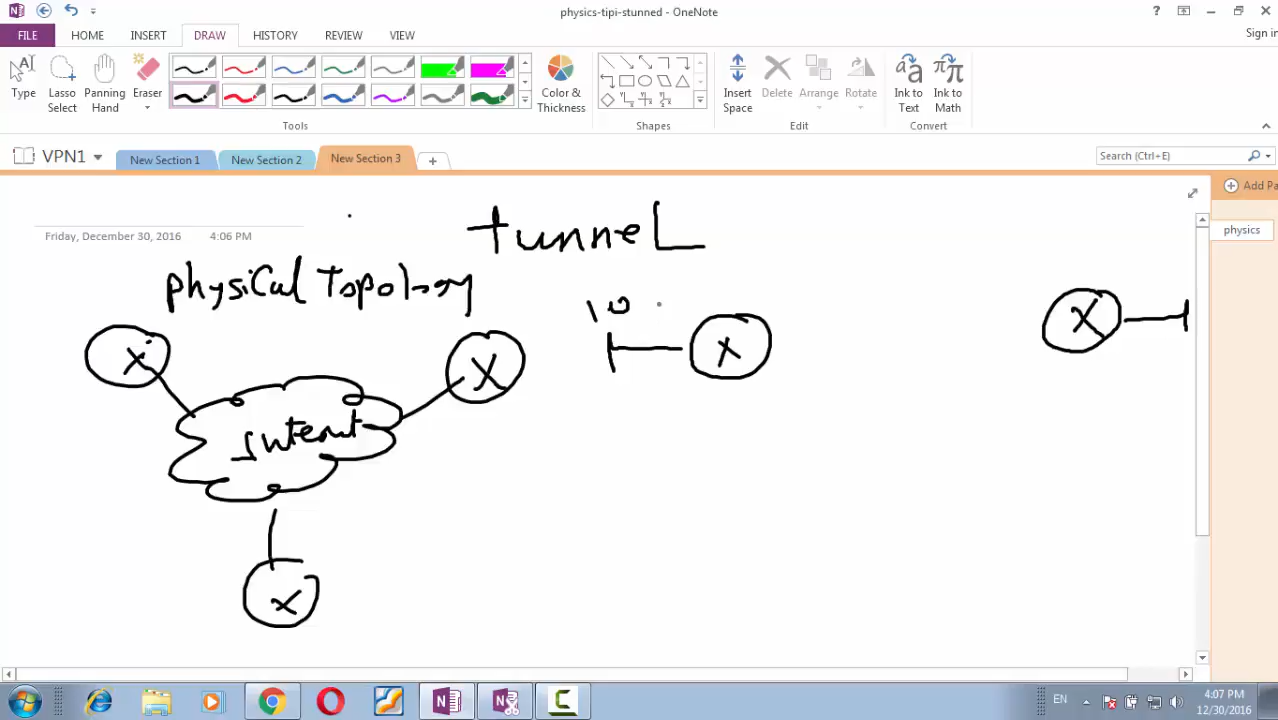 physics-tipi-stunned - OneNote
Sign in
FILE HOME INSERT DRAW HISTORY REVIEW VIEW
Type
Lasso Select
Panning Hand
Eraser
Color & Thickness
Insert Space
Delete
Arrange
Rotate
Ink to Text
Ink to Math
Tools
Shapes
Edit
Convert
VPN1
New Section 1
New Section 2
New Section 3
Search (Ctrl+E)
Add Pa
physics
Friday, December 30, 2016 4:06 PM
tunneL
physical Topology
10
X
X
X
X
X
EN
4:07 PM
12/30/2016